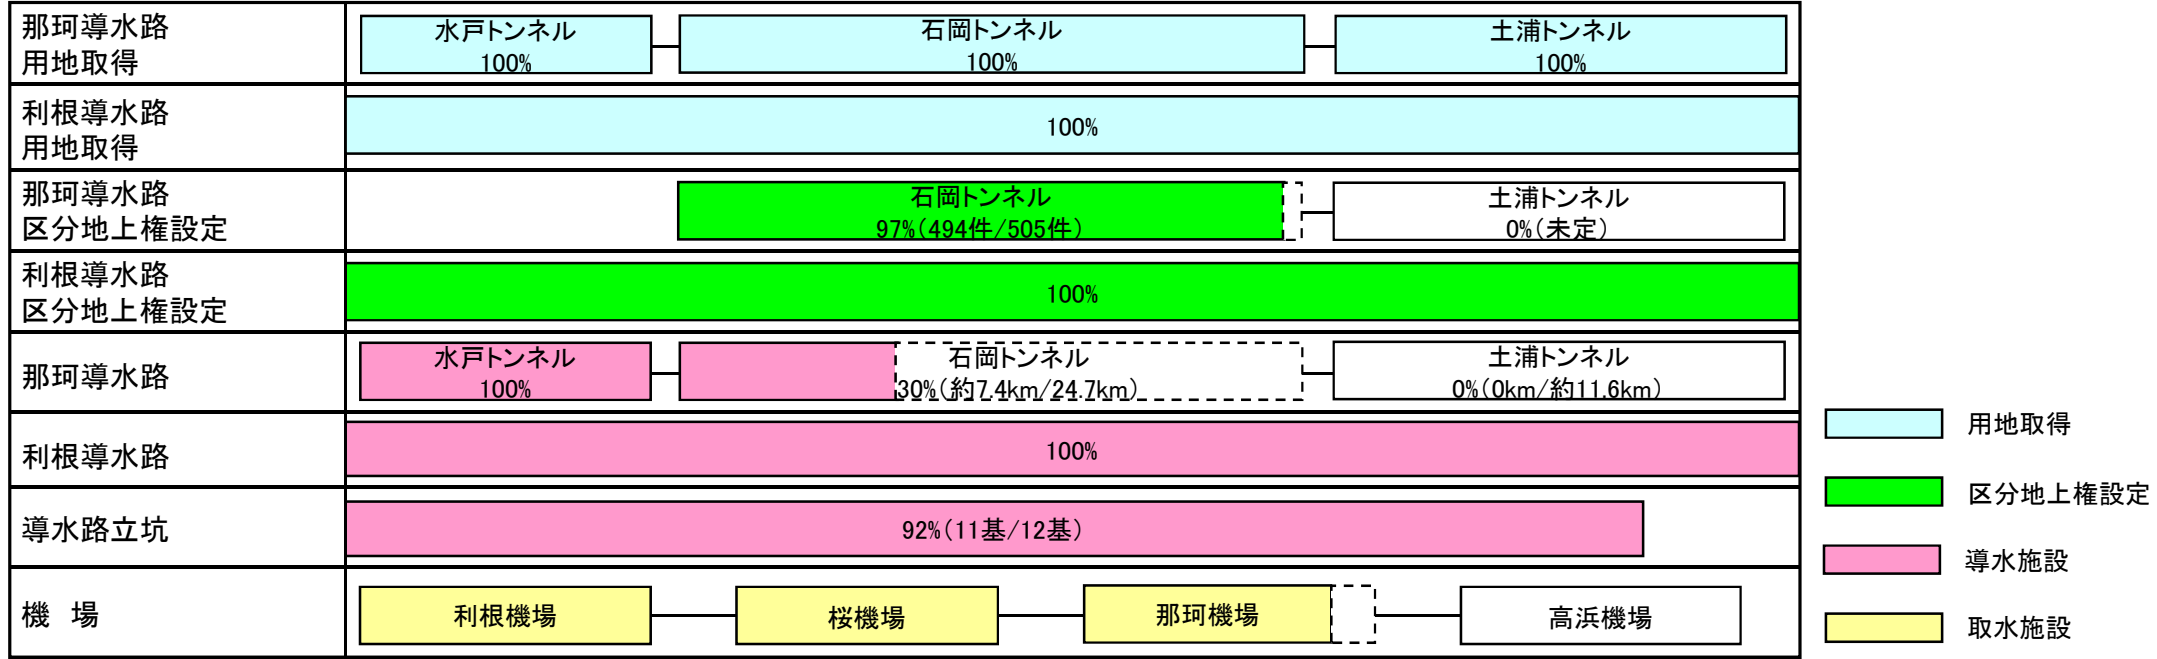 那珂導水路
用地取得
水戸トンネル
100%
石岡トンネル
100%
土浦トンネル
100%
利根導水路
用地取得
100%
那珂導水路
区分地上権設定
石岡トンネル
97%(494件/505件)
土浦トンネル
0%(未定)
利根導水路
区分地上権設定
100%
那珂導水路
水戸トンネル
100%
石岡トンネル
30%(約7.4km/24.7km)
土浦トンネル
0%(0km/約11.6km)
利根導水路
100%
導水路立坑
92%(11基/12基)
機 場
利根機場
桜機場
那珂機場
高浜機場
用地取得
区分地上権設定
導水施設
取水施設